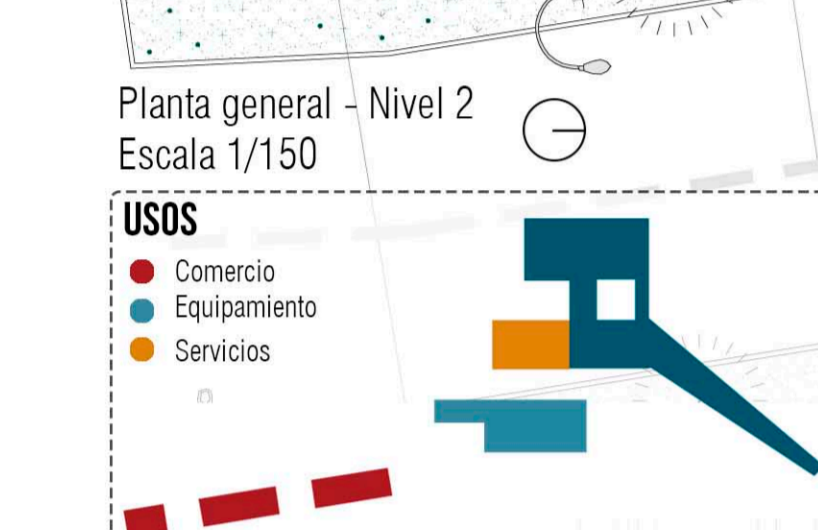 Planta general - Nivel 2
Escala 1/150
USOS
Comercio
Equipamiento
Servicios